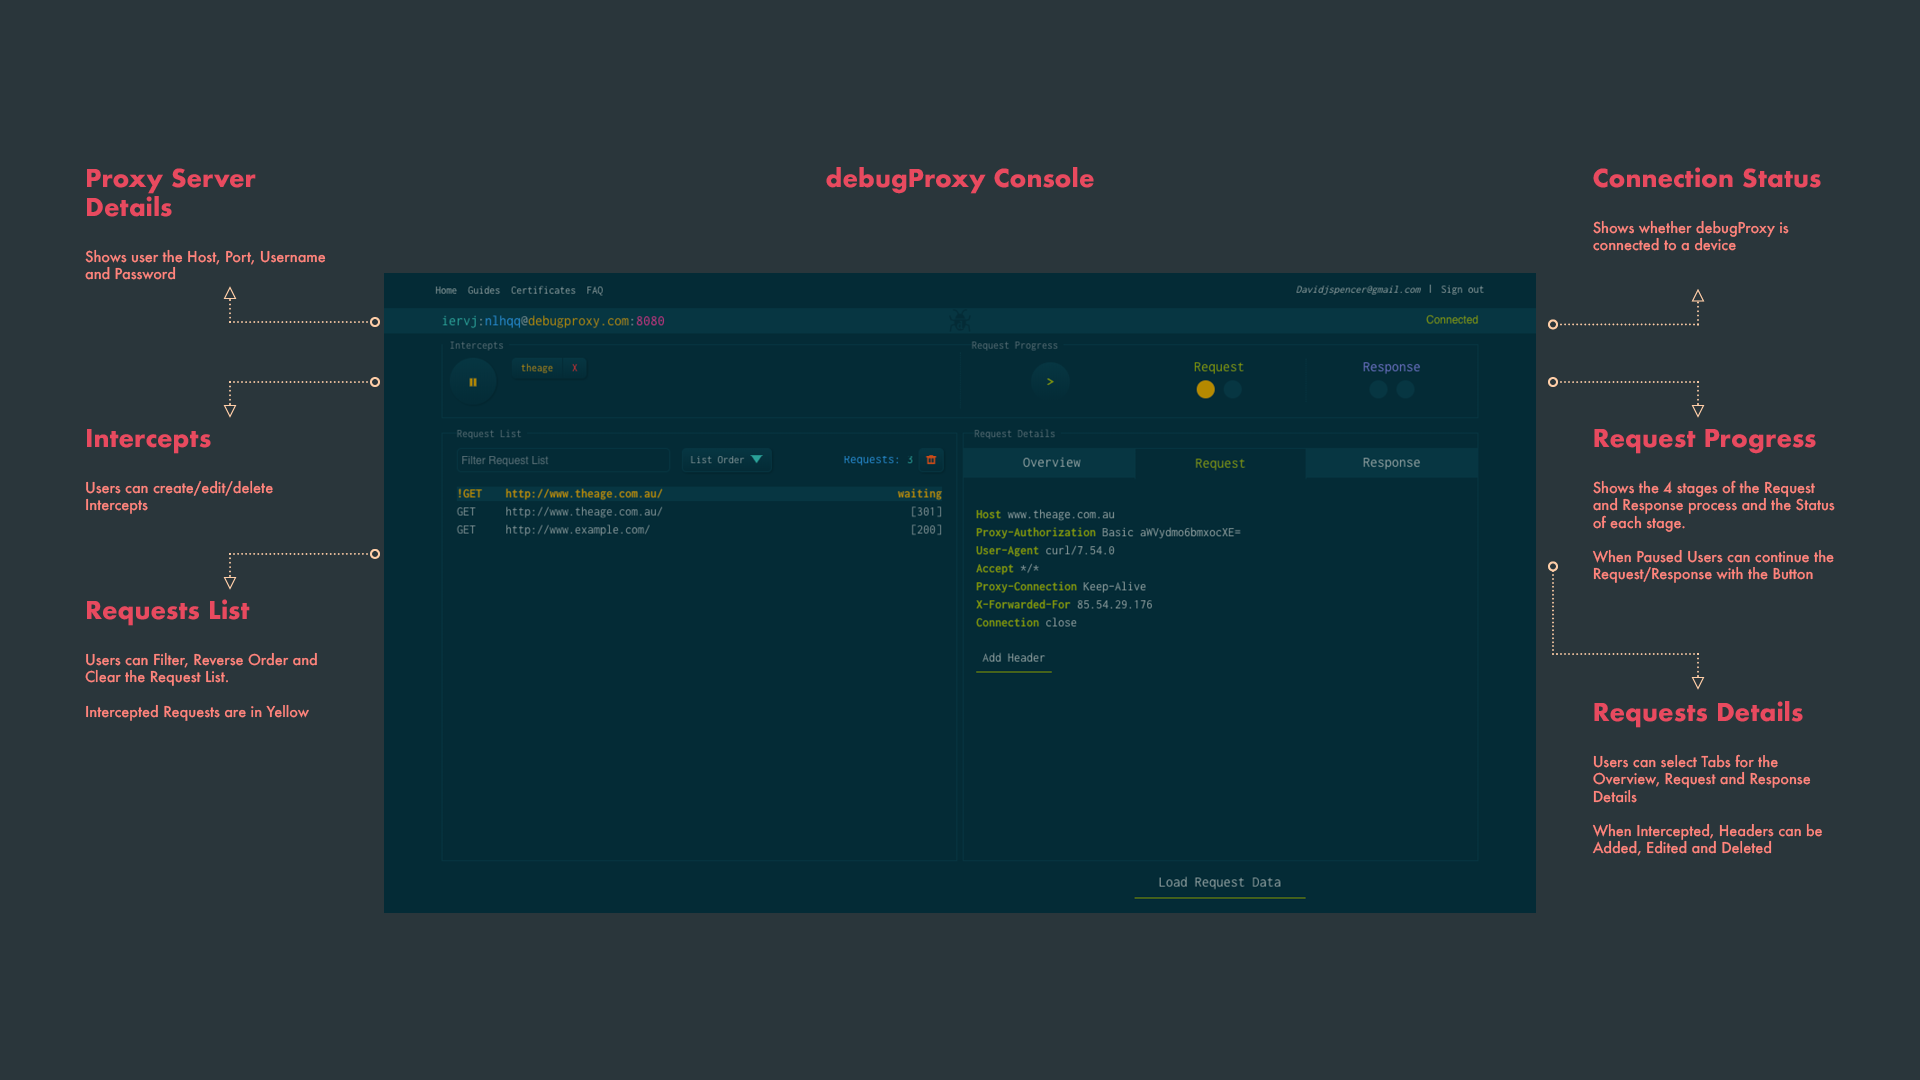 debugProxy Console
Proxy Server
Details
Shows user the Host, Port, Username
and Password
Intercepts
Users can create/edit/delete
Intercepts
Requests List
Users can Filter, Reverse Order and
Clear the Request List.
Intercepted Requests are in Yellow
Home Guides Certificates FAQ
Davidjspencer@gmail.com | Sign out
iervj:nlhqq@debugproxy.com:8080
Connected
Intercepts
theage X
Request Progress
>
Request
Response
Request List
Filter Request List
List Order
Requests: 3
!GET http://www.theage.com.au/ waiting
GET http://www.theage.com.au/ [301]
GET http://www.example.com/ [200]
Request Details
Overview
Request
Response
Host www.theage.com.au
Proxy-Authorization Basic aWVydmo6bmxocXE=
User-Agent curl/7.54.0
Accept */*
Proxy-Connection Keep-Alive
X-Forwarded-For 85.54.29.176
Connection close
Add Header
Load Request Data
Connection Status
Shows whether debugProxy is
connected to a device
Request Progress
Shows the 4 stages of the Request
and Response process and the Status
of each stage.
When Paused Users can continue the
Request/Response with the Button
Requests Details
Users can select Tabs for the
Overview, Request and Response
Details
When Intercepted, Headers can be
Added, Edited and Deleted